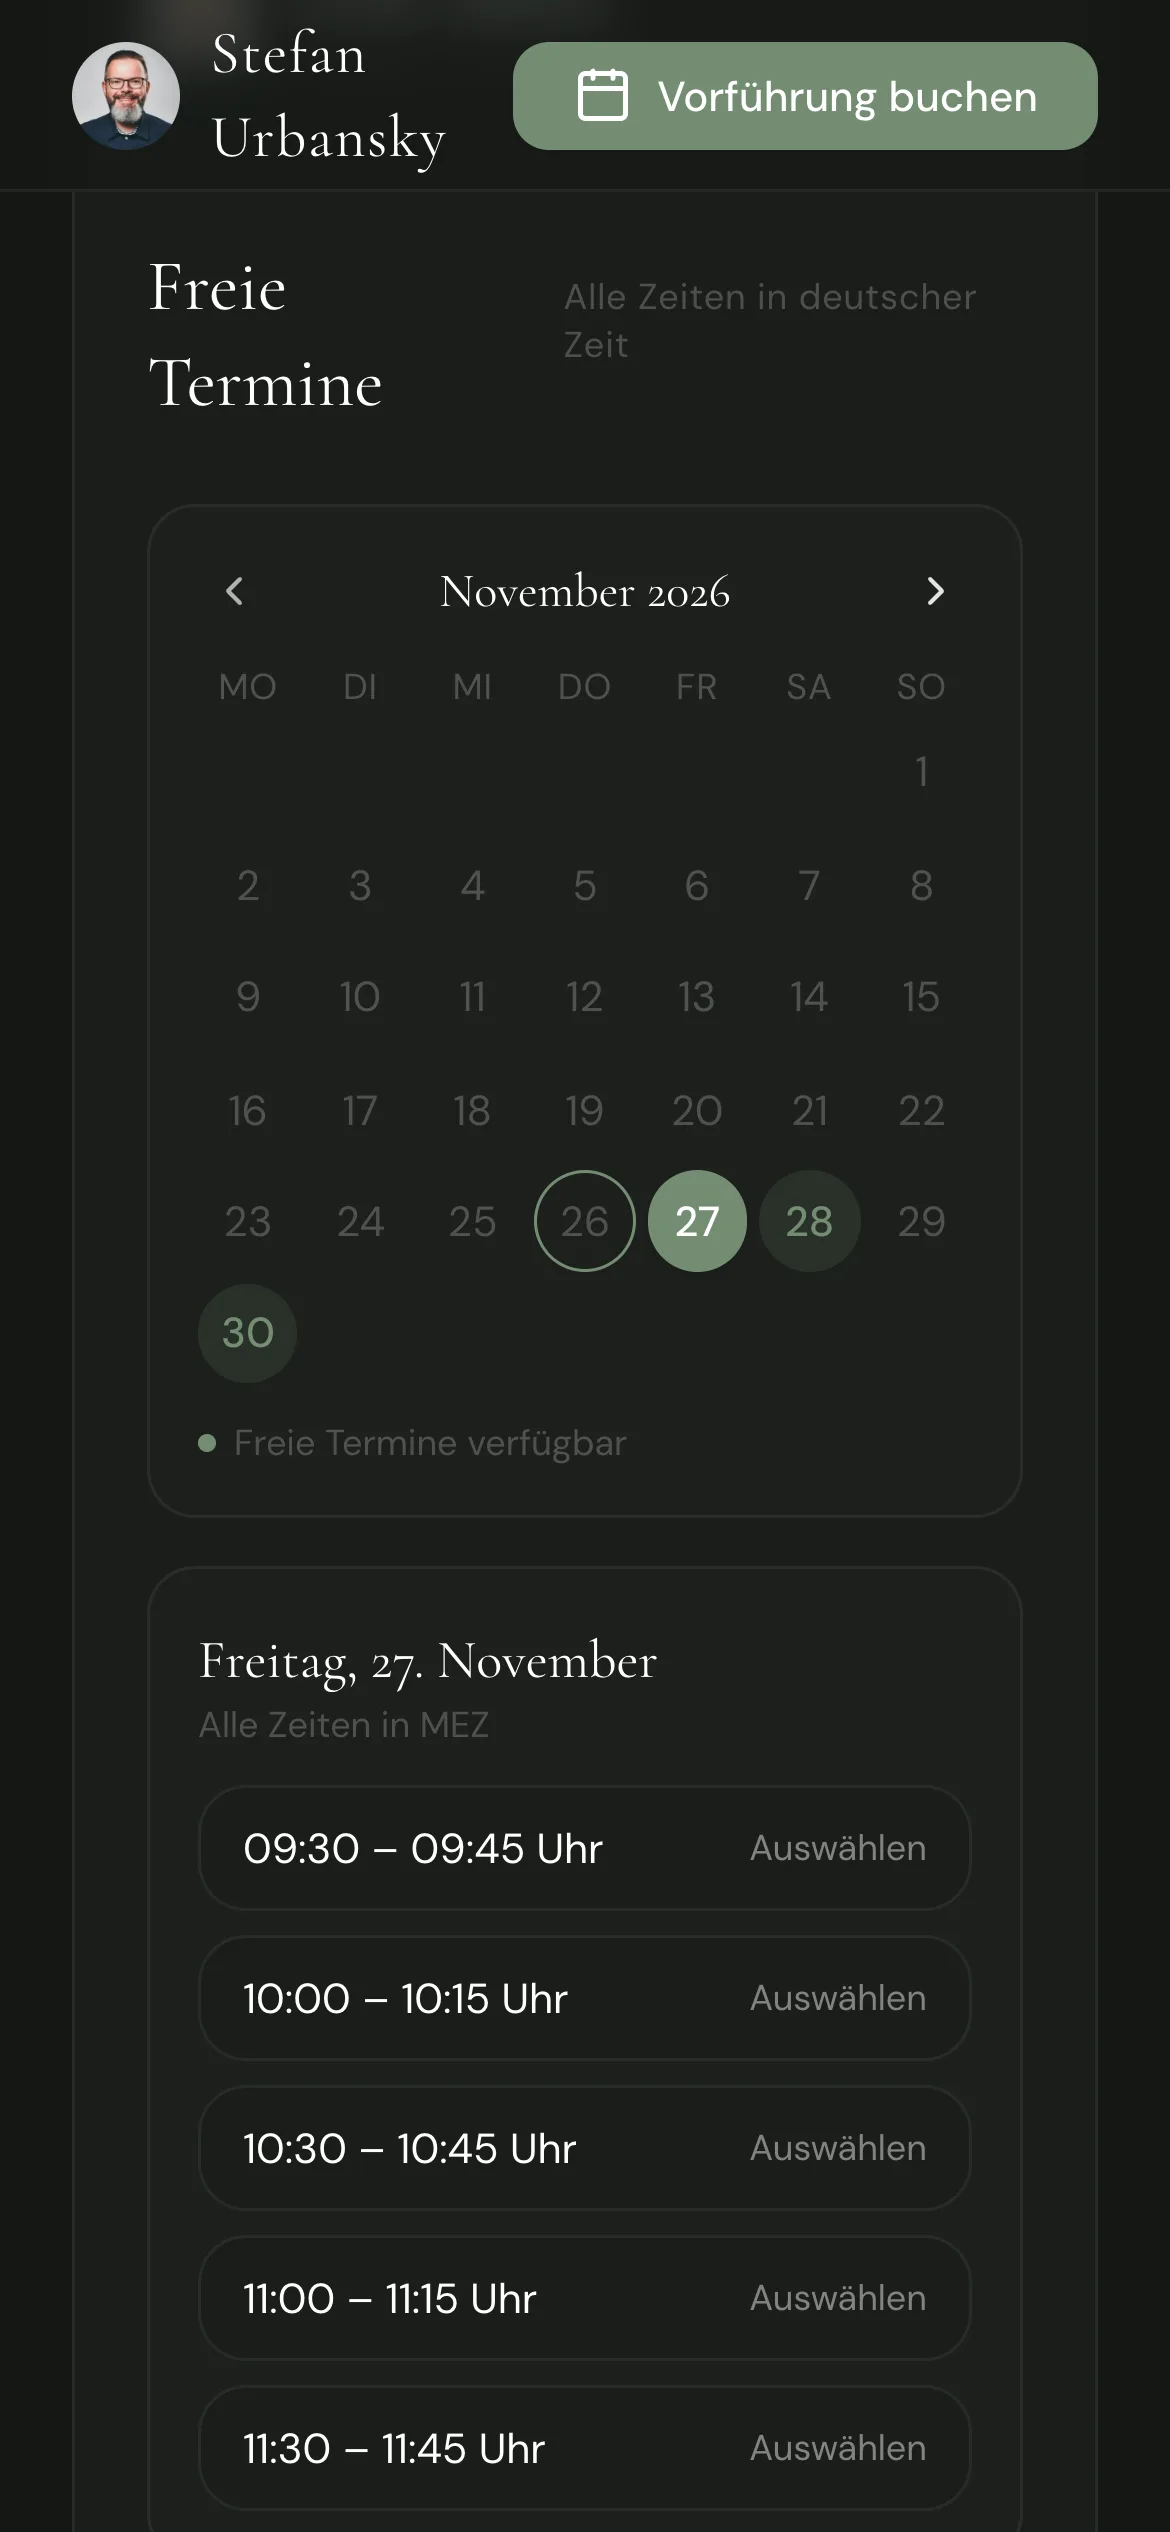 Stefan
Urbansky
Vorführung buchen
Freie
Termine
Alle Zeiten in deutscher
Zeit
November 2026
MO DI MI DO FR SA SO
1
2 3 4 5 6 7 8
9 10 11 12 13 14 15
16 17 18 19 20 21 22
23 24 25 26 27 28 29
30
Freie Termine verfügbar
Freitag, 27. November
Alle Zeiten in MEZ
09:30 – 09:45 Uhr Auswählen
10:00 – 10:15 Uhr Auswählen
10:30 – 10:45 Uhr Auswählen
11:00 – 11:15 Uhr Auswählen
11:30 – 11:45 Uhr Auswählen